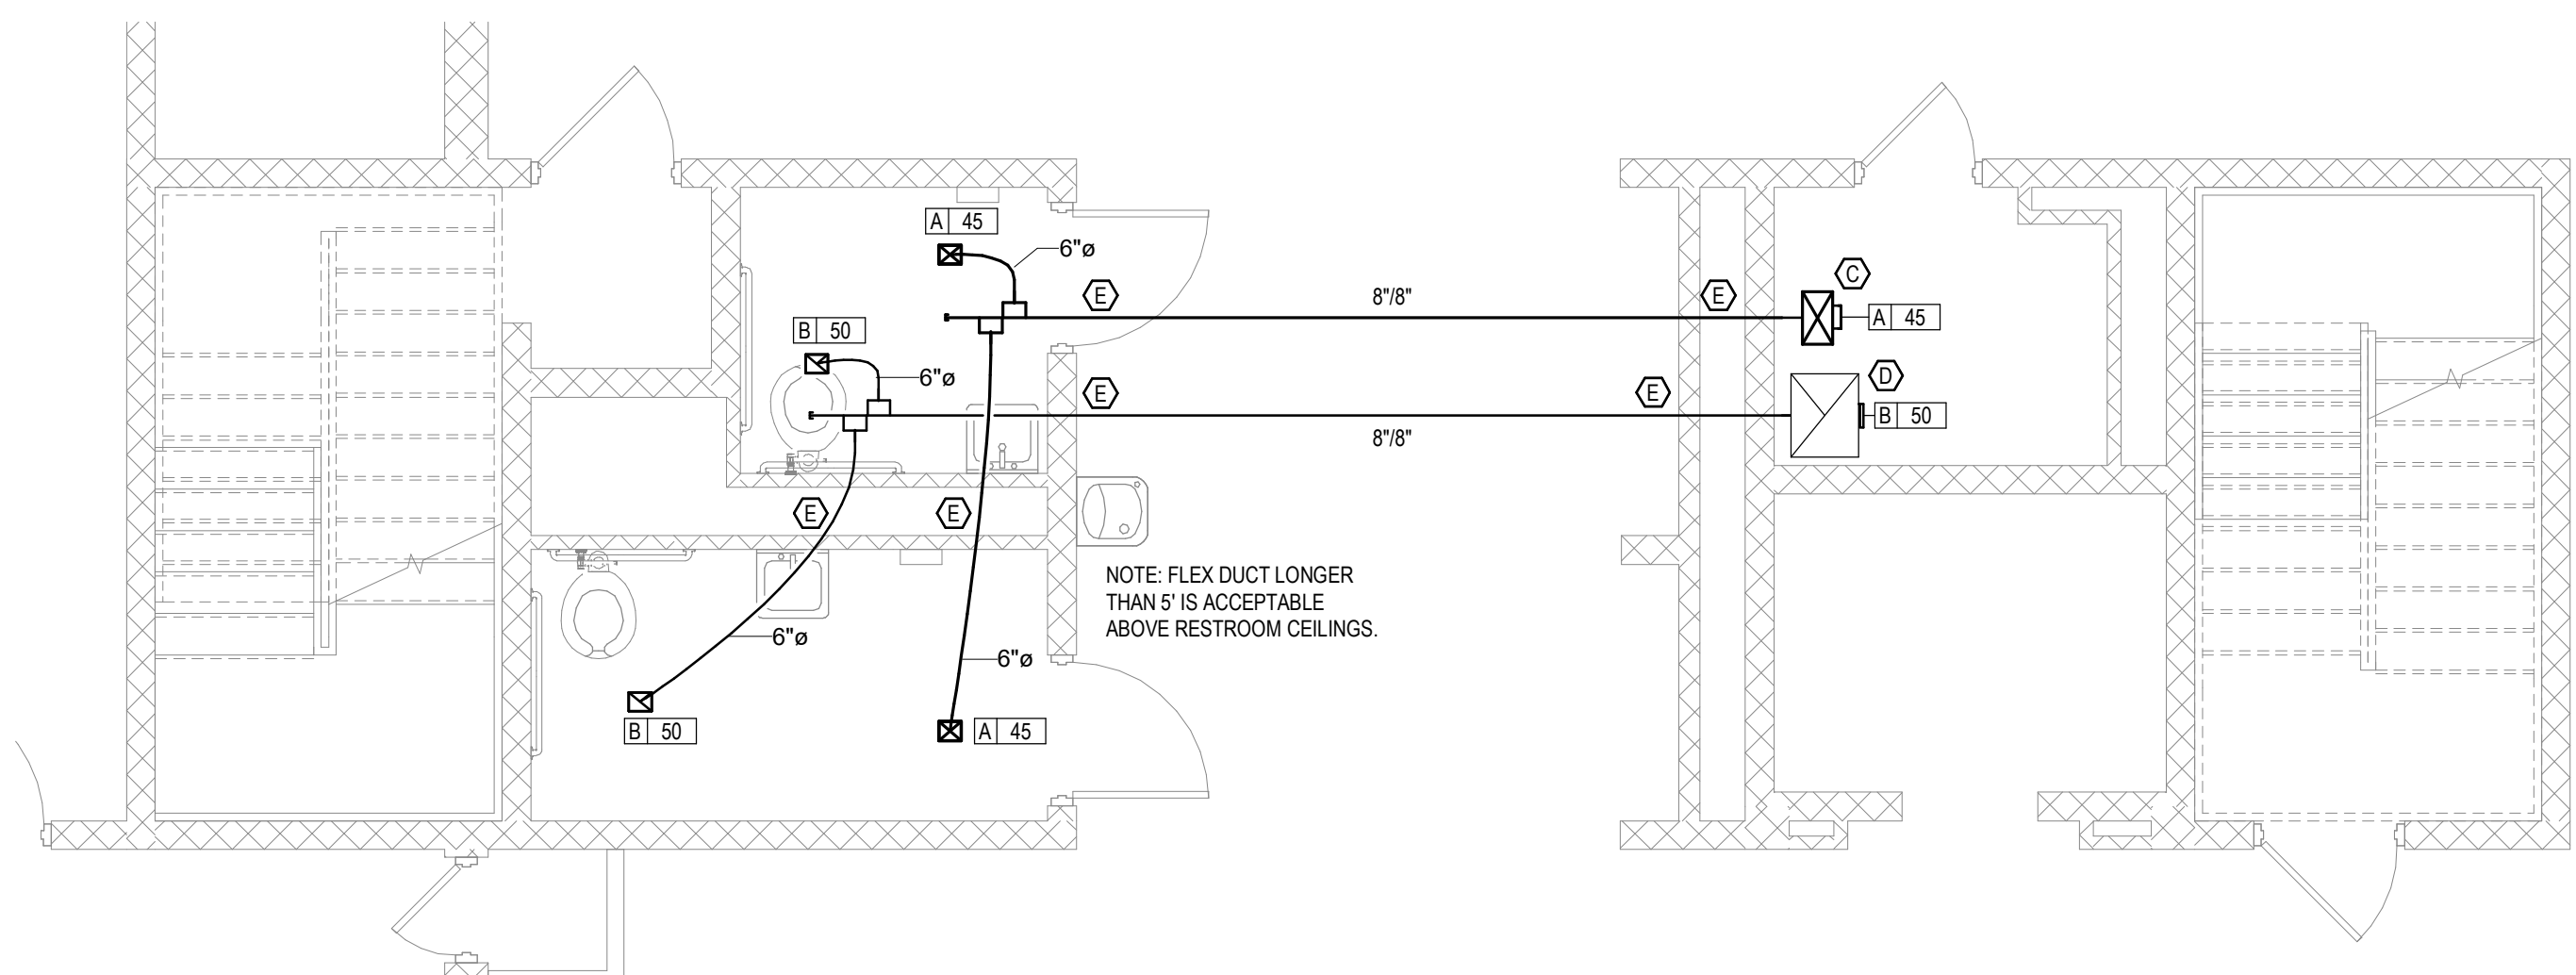 A 45
6"ø
E
8"/8"
E
C
A 45
B 50
6"ø
E
E
D
B 50
8"/8"
E
E
NOTE: FLEX DUCT LONGER
THAN 5' IS ACCEPTABLE
ABOVE RESTROOM CEILINGS.
6"ø
6"ø
B 50
A 45